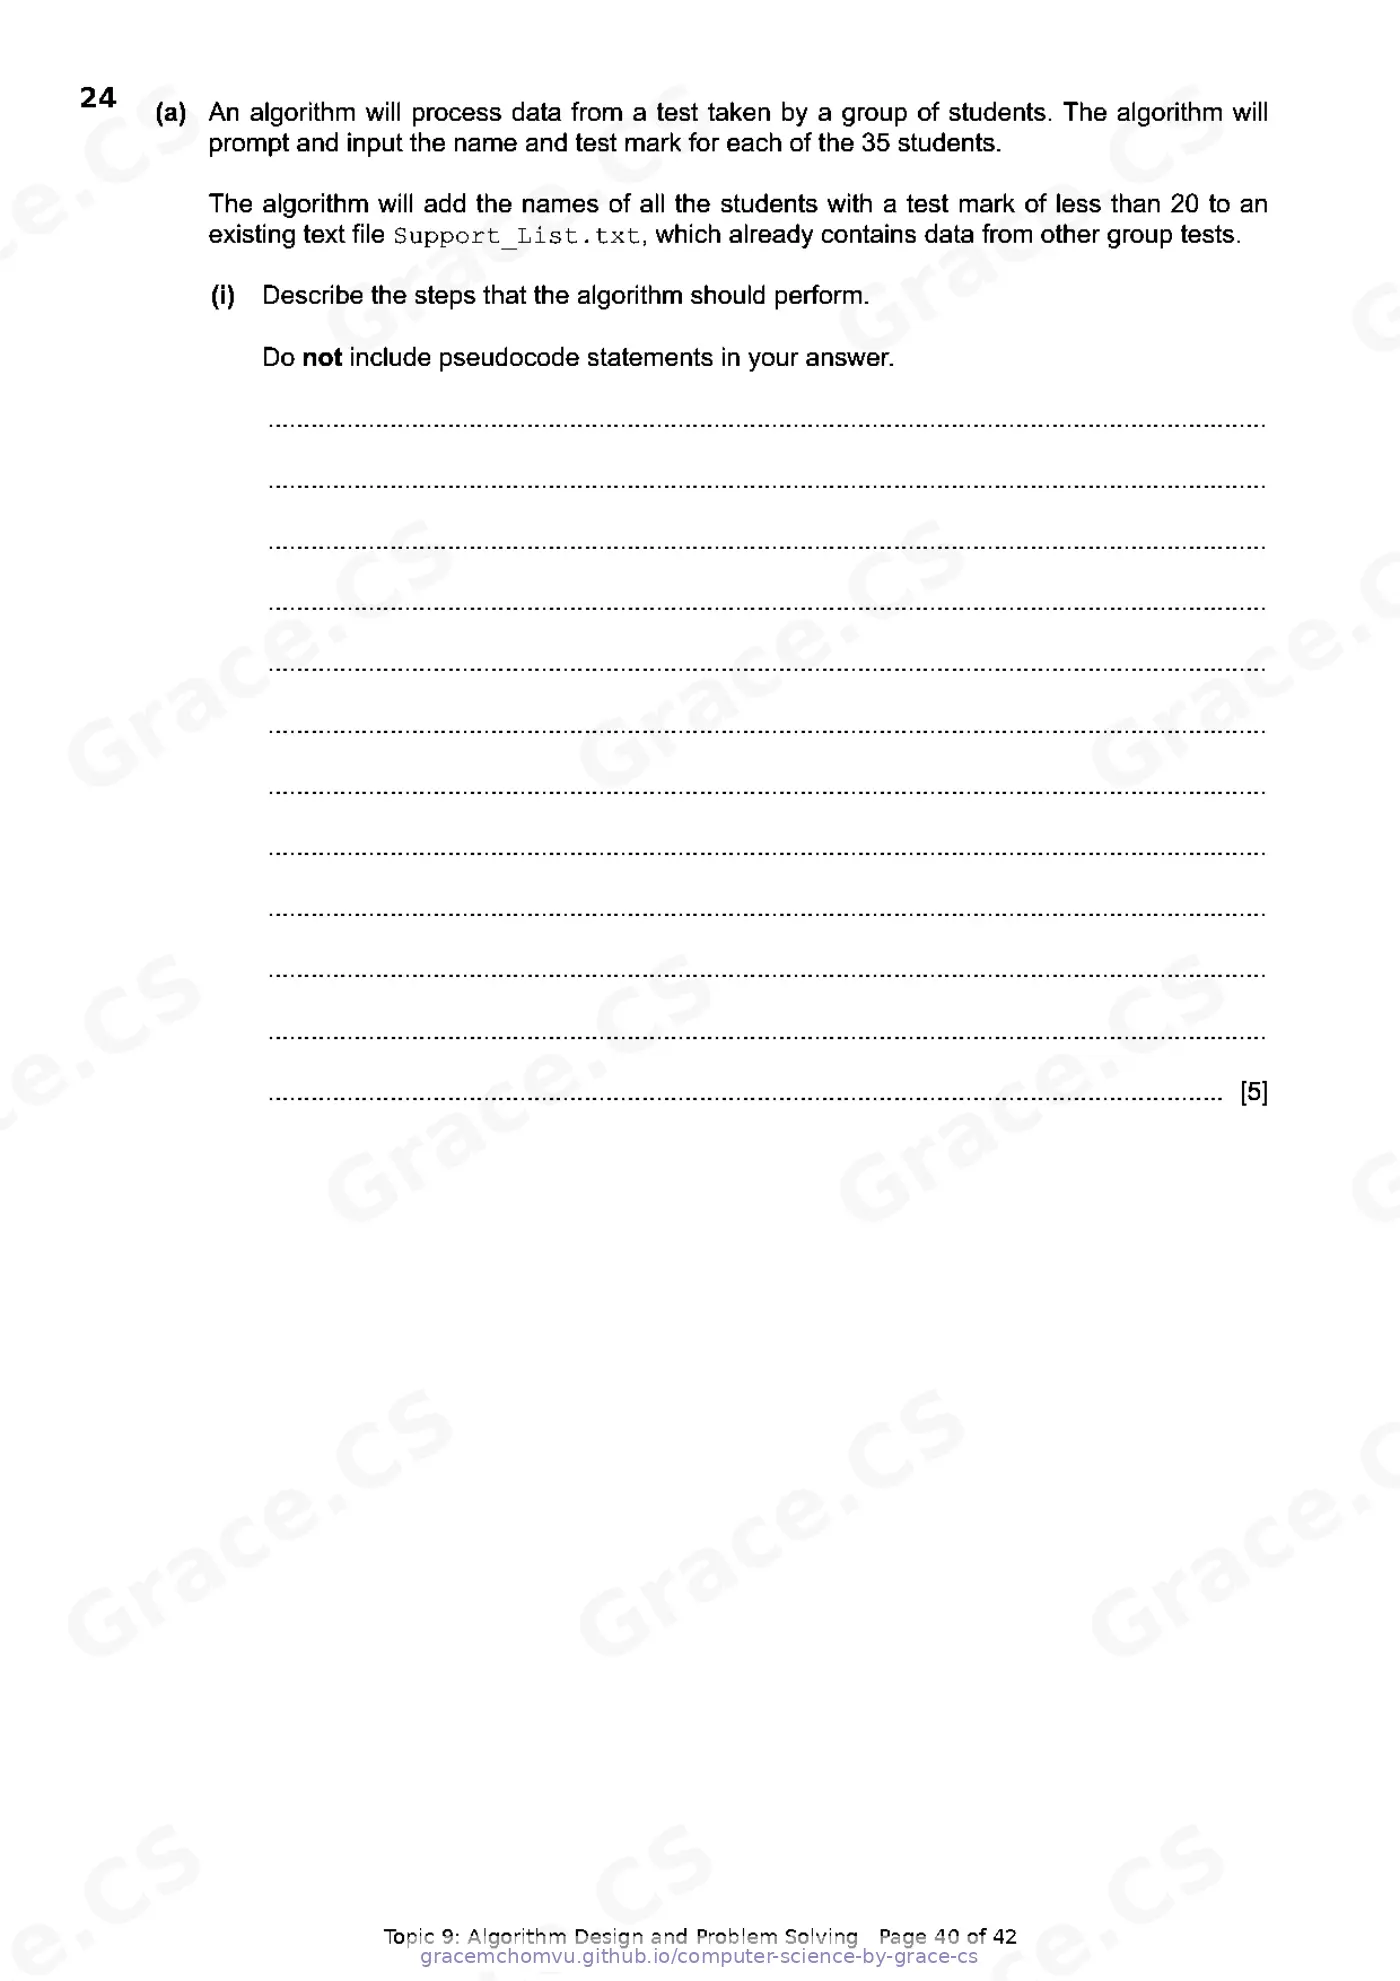 24
(a) An algorithm will process data from a test taken by a group of students. The algorithm will
prompt and input the name and test mark for each of the 35 students.
The algorithm will add the names of all the students with a test mark of less than 20 to an
existing text file Support_List.txt, which already contains data from other group tests.
(i) Describe the steps that the algorithm should perform.
Do not include pseudocode statements in your answer.
[5]
Grace.CS
Topic 9: Algorithm Design and Problem Solving Page 40 of 42
gracemchomvu.github.io/computer-science-by-grace-cs